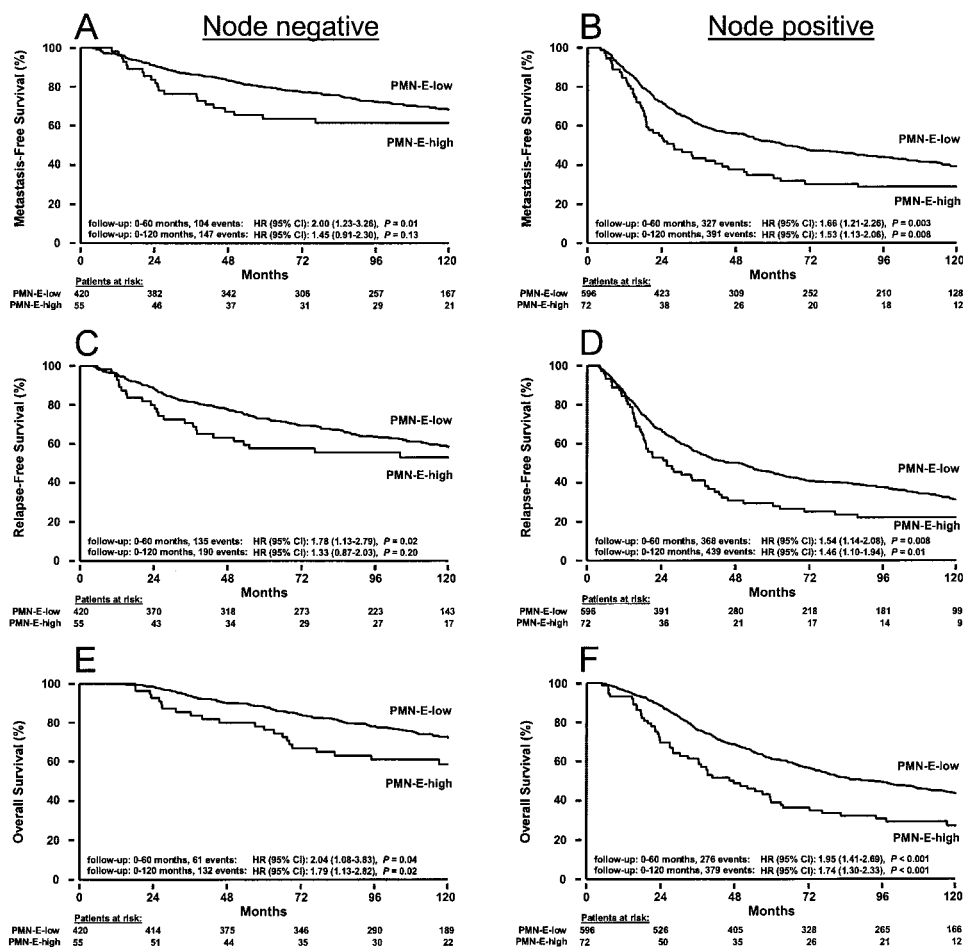 A Node negative
Metastasis-Free Survival (%)
100
80
60
40
20
0
PMN-E-low
PMN-E-high
follow-up: 0-60 months, 104 events: HR (95% CI): 2.00 (1.23-3.26), P = 0.01
follow-up: 0-120 months, 147 events: HR (95% CI): 1.45 (0.91-2.30), P = 0.13
0 24 48 72 96 120
Months
Patients at risk:
PMN-E-low 420 382 342 305 257 167
PMN-E-high 55 46 37 31 29 21
B Node positive
Metastasis-Free Survival (%)
100
80
60
40
20
0
PMN-E-low
PMN-E-high
follow-up: 0-60 months, 327 events: HR (95% CI): 1.66 (1.21-2.26), P = 0.003
follow-up: 0-120 months, 391 events: HR (95% CI): 1.53 (1.13-2.06), P = 0.008
0 24 48 72 96 120
Months
Patients at risk:
PMN-E-low 596 423 309 252 210 128
PMN-E-high 72 38 26 20 18 12
C
Relapse-Free Survival (%)
100
80
60
40
20
0
PMN-E-low
PMN-E-high
follow-up: 0-60 months, 135 events: HR (95% CI): 1.78 (1.13-2.79), P = 0.02
follow-up: 0-120 months, 190 events: HR (95% CI): 1.33 (0.87-2.03), P = 0.20
0 24 48 72 96 120
Months
Patients at risk:
PMN-E-low 420 370 318 273 223 143
PMN-E-high 55 43 34 29 27 17
D
Relapse-Free Survival (%)
100
80
60
40
20
0
PMN-E-low
PMN-E-high
follow-up: 0-60 months, 368 events: HR (95% CI): 1.54 (1.14-2.08), P = 0.008
follow-up: 0-120 months, 439 events: HR (95% CI): 1.46 (1.10-1.94), P = 0.01
0 24 48 72 96 120
Months
Patients at risk:
PMN-E-low 596 391 280 218 181 99
PMN-E-high 72 36 21 17 14 9
E
Overall Survival (%)
100
80
60
40
20
0
PMN-E-low
PMN-E-high
follow-up: 0-60 months, 61 events: HR (95% CI): 2.04 (1.08-3.83), P = 0.04
follow-up: 0-120 months, 132 events: HR (95% CI): 1.79 (1.13-2.82), P = 0.02
0 24 48 72 96 120
Months
Patients at risk:
PMN-E-low 420 414 375 346 290 189
PMN-E-high 55 51 44 35 30 22
F
Overall Survival (%)
100
80
60
40
20
0
PMN-E-low
PMN-E-high
follow-up: 0-60 months, 276 events: HR (95% CI): 1.95 (1.41-2.69), P < 0.001
follow-up: 0-120 months, 379 events: HR (95% CI): 1.74 (1.30-2.33), P < 0.001
0 24 48 72 96 120
Months
Patients at risk:
PMN-E-low 596 526 405 328 265 166
PMN-E-high 72 50 35 26 21 12